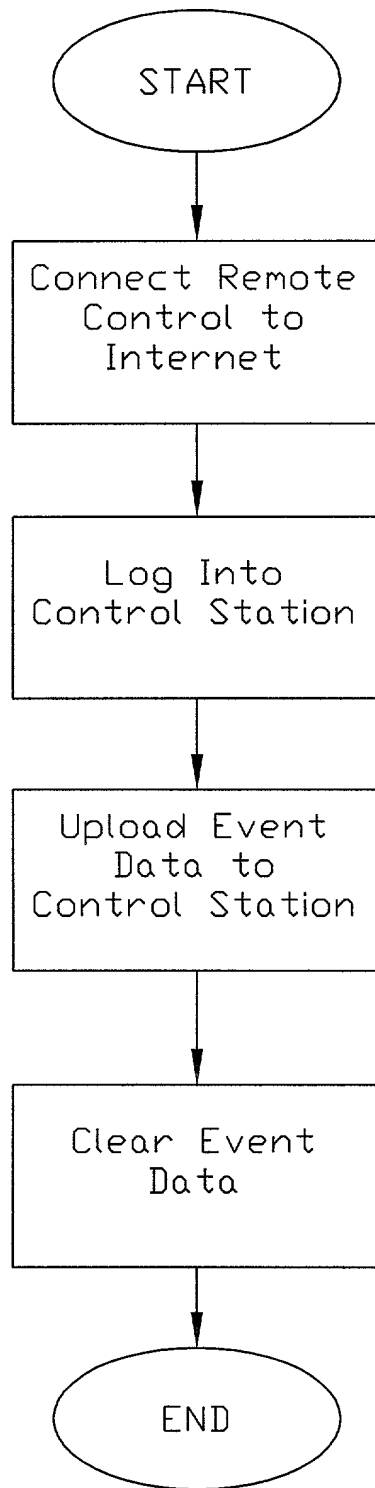 START
Connect Remote
Control to
Internet
Log Into
Control Station
Upload Event
Data to
Control Station
Clear Event
Data
END